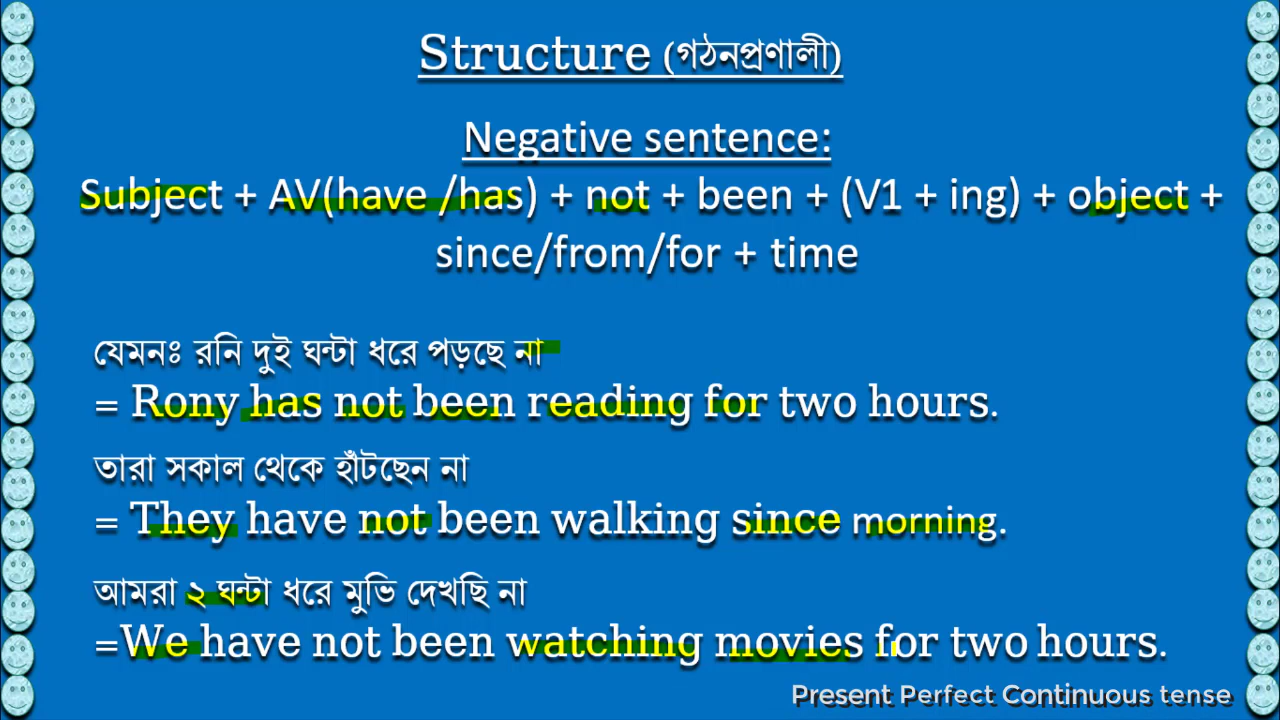 Structure (গঠনপ্রণালী)
Negative sentence:
Subject + AV(have /has) + not + been + (V1 + ing) + object +
since/from/for + time
যেমনঃ রনি দুই ঘন্টা ধরে পড়ছে না
= Rony has not been reading for two hours.
তারা সকাল থেকে হাঁটছেন না
= They have not been walking since morning.
আমরা ২ ঘন্টা ধরে মুভি দেখছি না
=We have not been watching movies for two hours.
Present Perfect Continuous tense